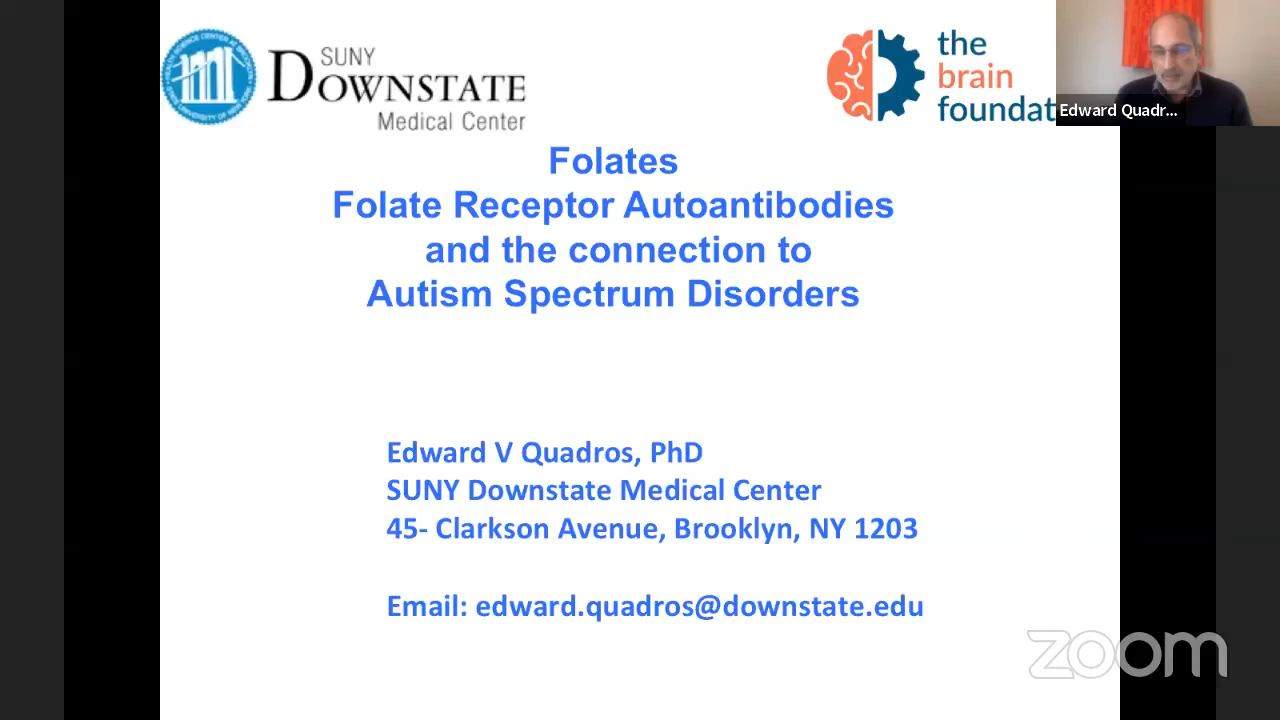 SUNY
DOWNSTATE
Medical Center
the
brain
foundat
Edward Quadr...
Folates
Folate Receptor Autoantibodies
and the connection to
Autism Spectrum Disorders
Edward V Quadros, PhD
SUNY Downstate Medical Center
45- Clarkson Avenue, Brooklyn, NY 1203
Email: edward.quadros@downstate.edu
zoom